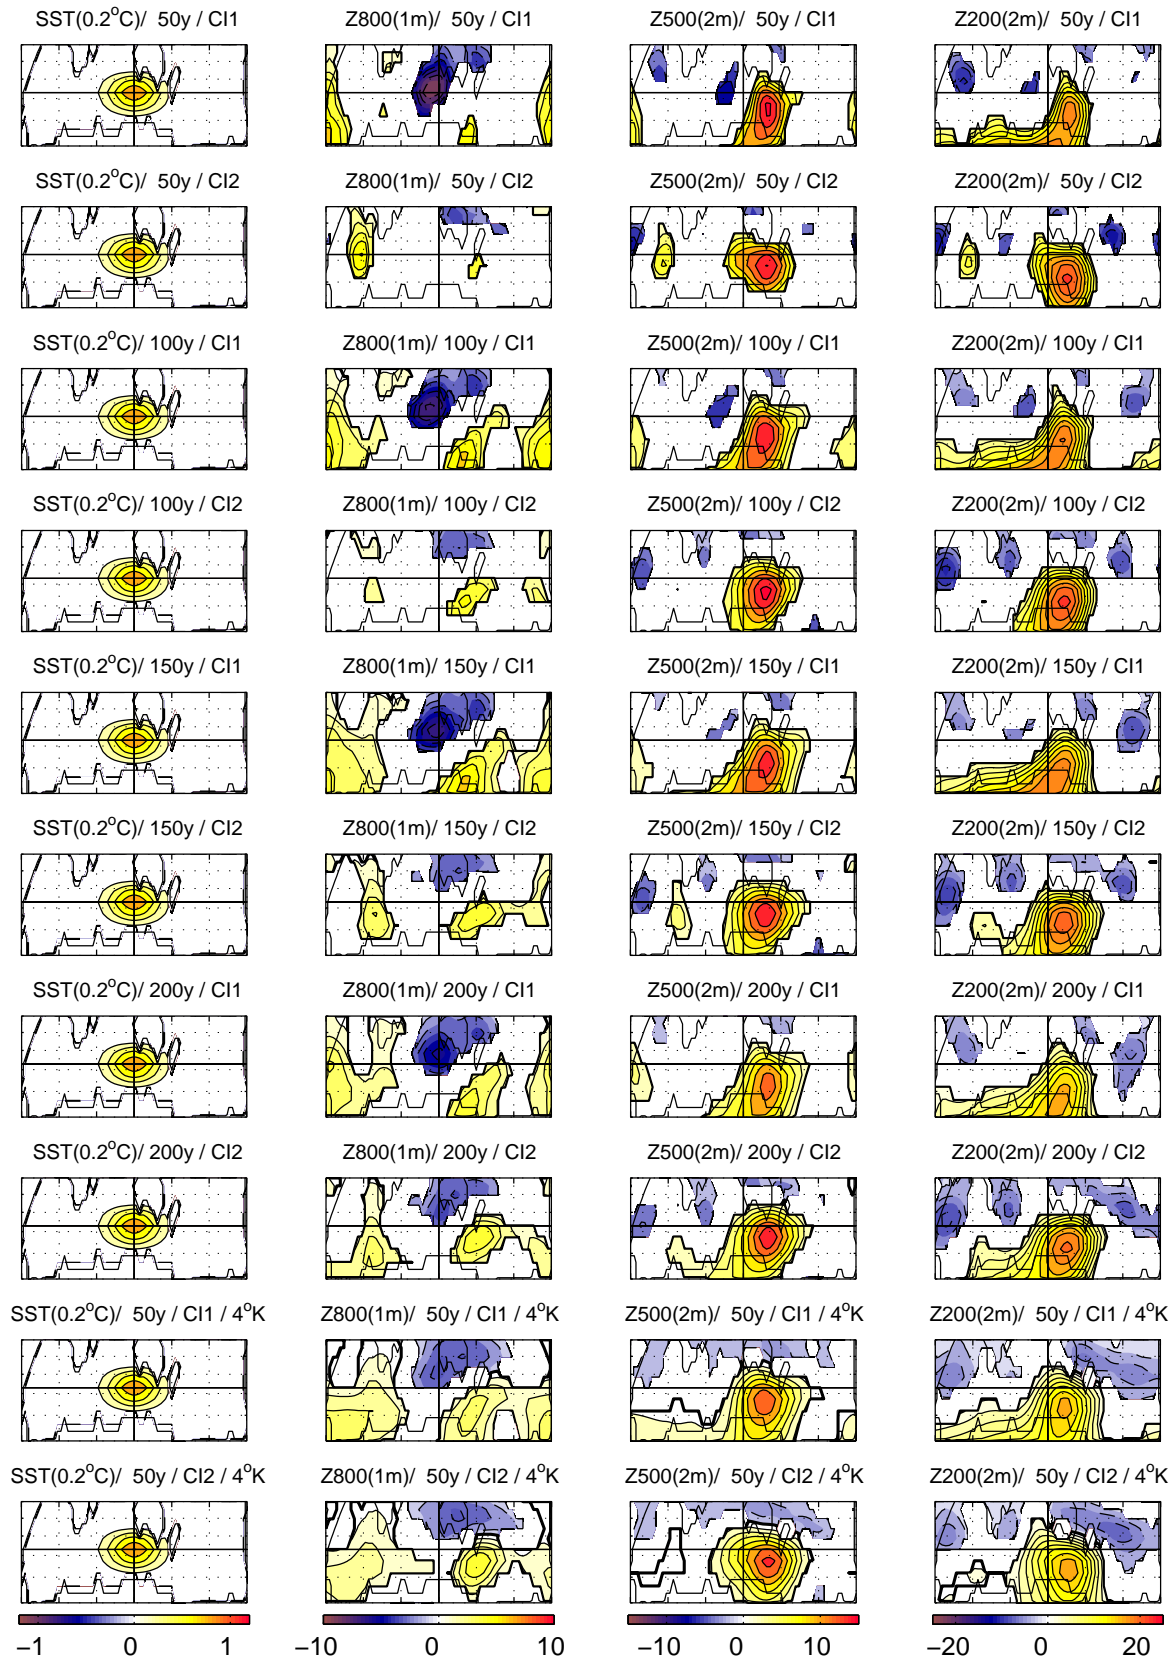 SST(0.2°C)/ 50y / CI1
Z800(1m)/ 50y / CI1
Z500(2m)/ 50y / CI1
Z200(2m)/ 50y / CI1
SST(0.2°C)/ 50y / CI2
Z800(1m)/ 50y / CI2
Z500(2m)/ 50y / CI2
Z200(2m)/ 50y / CI2
SST(0.2°C)/ 100y / CI1
Z800(1m)/ 100y / CI1
Z500(2m)/ 100y / CI1
Z200(2m)/ 100y / CI1
SST(0.2°C)/ 100y / CI2
Z800(1m)/ 100y / CI2
Z500(2m)/ 100y / CI2
Z200(2m)/ 100y / CI2
SST(0.2°C)/ 150y / CI1
Z800(1m)/ 150y / CI1
Z500(2m)/ 150y / CI1
Z200(2m)/ 150y / CI1
SST(0.2°C)/ 150y / CI2
Z800(1m)/ 150y / CI2
Z500(2m)/ 150y / CI2
Z200(2m)/ 150y / CI2
SST(0.2°C)/ 200y / CI1
Z800(1m)/ 200y / CI1
Z500(2m)/ 200y / CI1
Z200(2m)/ 200y / CI1
SST(0.2°C)/ 200y / CI2
Z800(1m)/ 200y / CI2
Z500(2m)/ 200y / CI2
Z200(2m)/ 200y / CI2
SST(0.2°C)/ 50y / CI1 / 4°K
Z800(1m)/ 50y / CI1 / 4°K
Z500(2m)/ 50y / CI1 / 4°K
Z200(2m)/ 50y / CI1 / 4°K
SST(0.2°C)/ 50y / CI2 / 4°K
Z800(1m)/ 50y / CI2 / 4°K
Z500(2m)/ 50y / CI2 / 4°K
Z200(2m)/ 50y / CI2 / 4°K
−1 0 1
−10 0 10
−10 0 10
−20 0 20